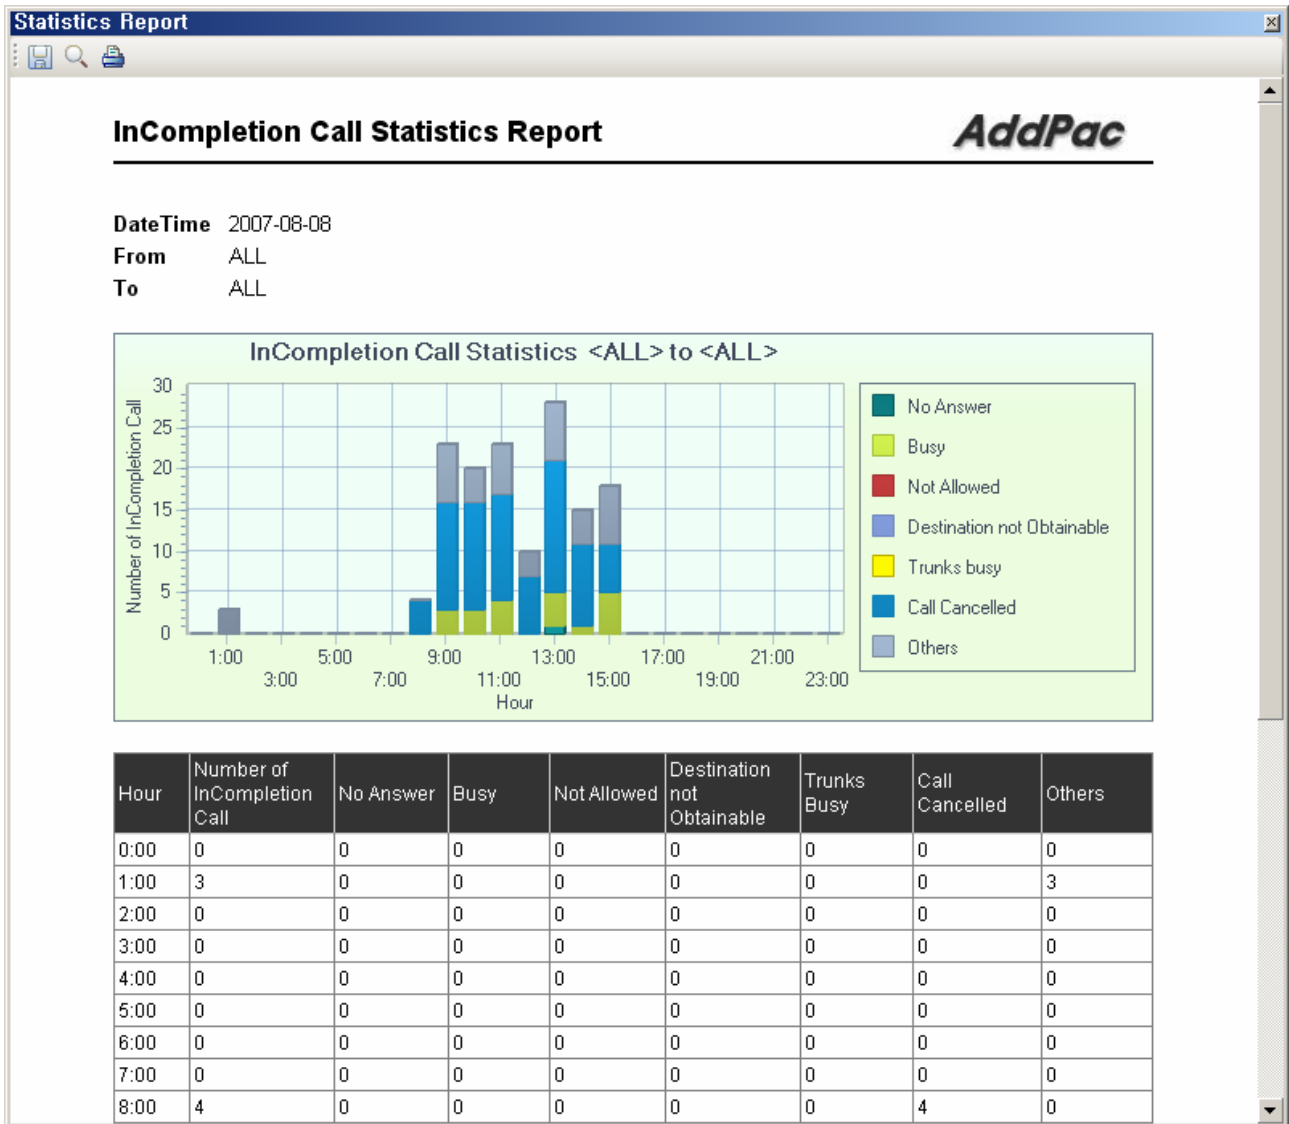 Statistics Report
InCompletion Call Statistics Report
AddPac
DateTime 2007-08-08
From ALL
To ALL
InCompletion Call Statistics <ALL> to <ALL>
Number of InCompletion Call
30
25
20
15
10
5
0
1:00 5:00 9:00 13:00 17:00 21:00
3:00 7:00 11:00 15:00 19:00 23:00
Hour
No Answer
Busy
Not Allowed
Destination not Obtainable
Trunks busy
Call Cancelled
Others
Hour Number of InCompletion Call No Answer Busy Not Allowed Destination not Obtainable Trunks Busy Call Cancelled Others
0:00 0 0 0 0 0 0 0 0
1:00 3 0 0 0 0 0 0 3
2:00 0 0 0 0 0 0 0 0
3:00 0 0 0 0 0 0 0 0
4:00 0 0 0 0 0 0 0 0
5:00 0 0 0 0 0 0 0 0
6:00 0 0 0 0 0 0 0 0
7:00 0 0 0 0 0 0 0 0
8:00 4 0 0 0 0 0 4 0